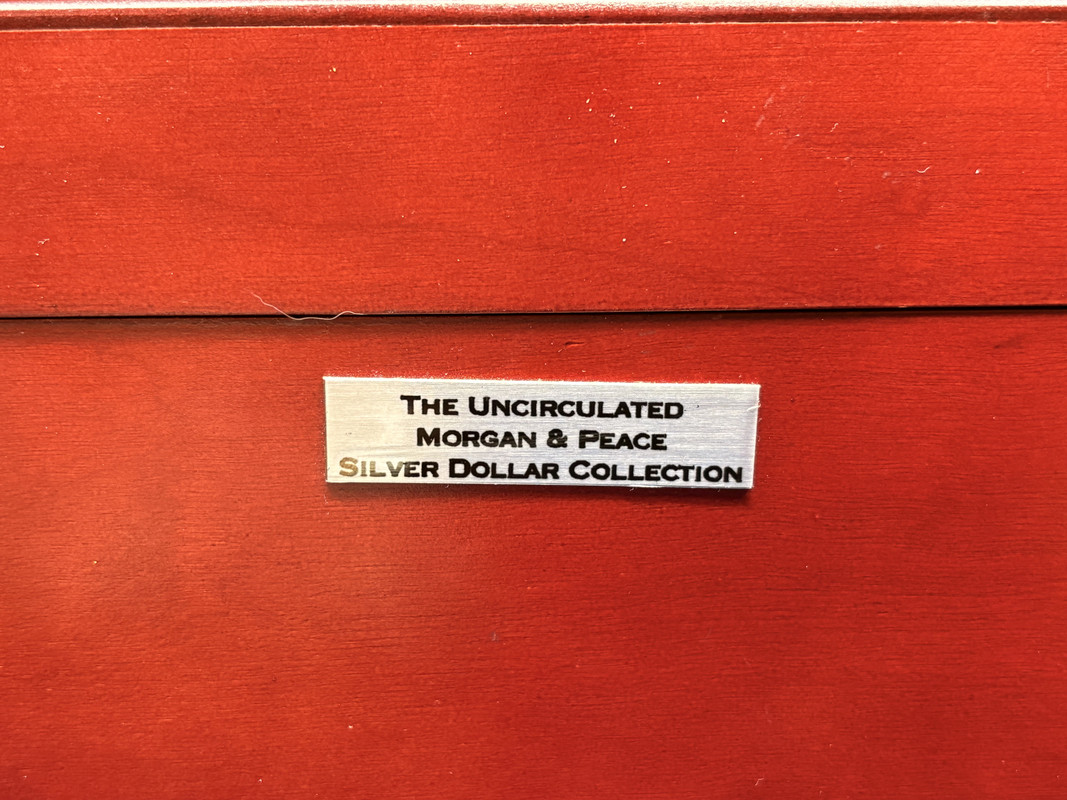 The Uncirculated
Morgan & Peace
Silver Dollar Collection